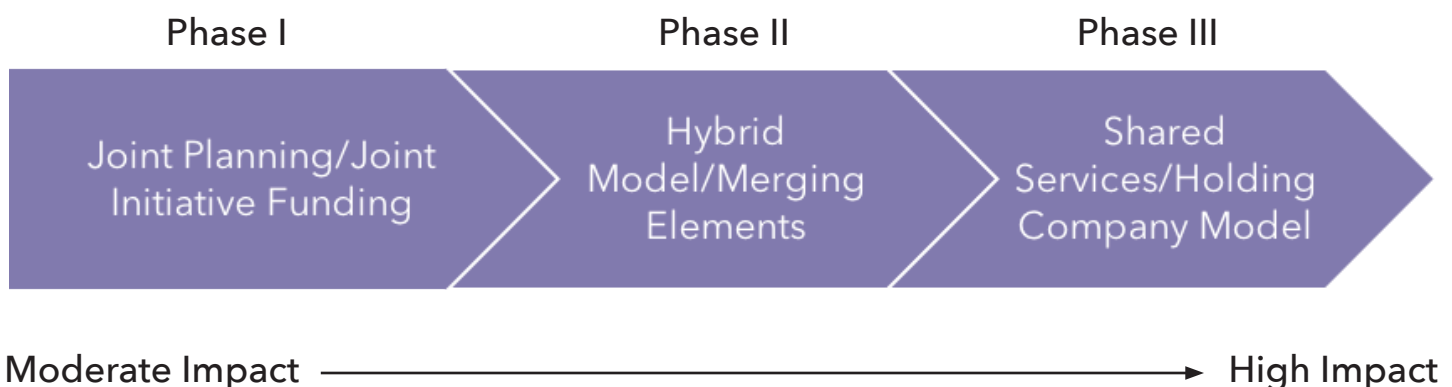 Phase I
Phase II
Phase III
Joint Planning/Joint
Initiative Funding
Hybrid
Model/Merging
Elements
Shared
Services/Holding
Company Model
Moderate Impact
High Impact